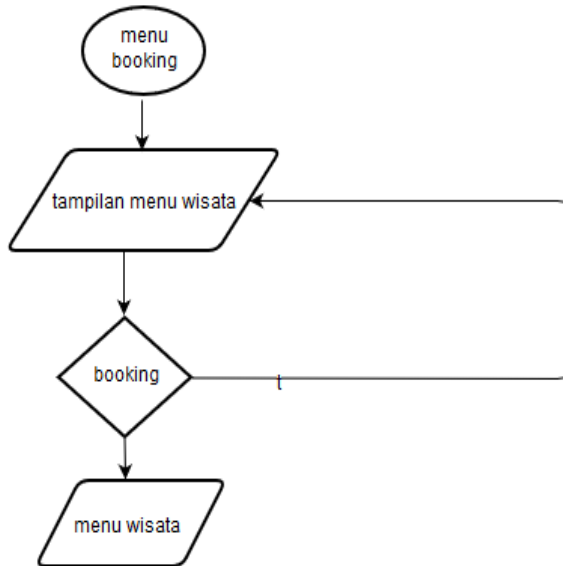 menu
booking
tampilan menu wisata
booking
t
menu wisata